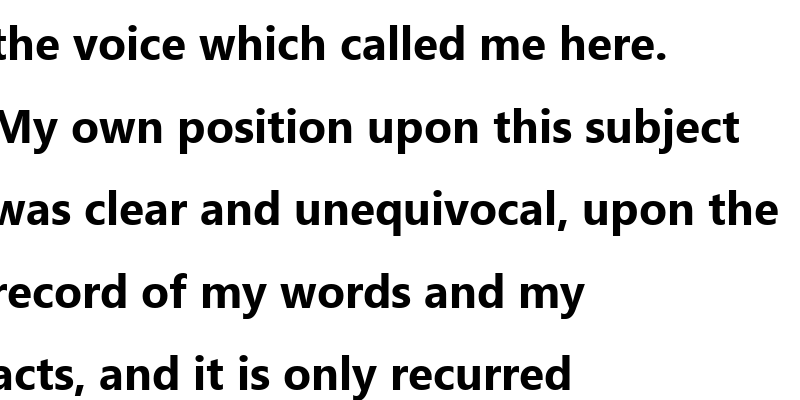 the voice which called me here.
My own position upon this subject
was clear and unequivocal, upon the
record of my words and my
acts, and it is only recurred